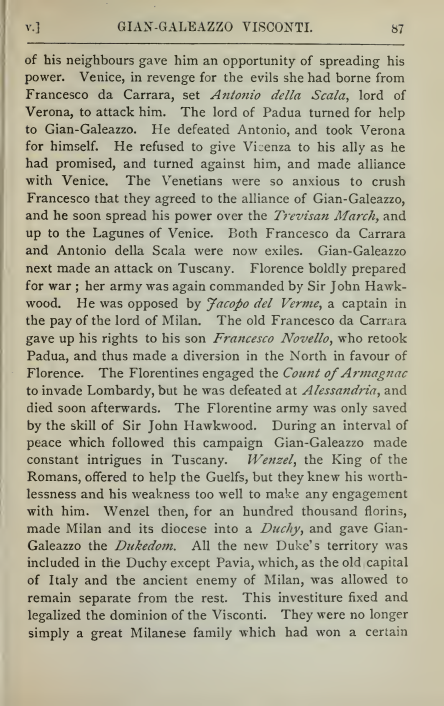 v.] GIAN-GALEAZZO VISCONTI. 87
of his neighbours gave him an opportunity of spreading his
power. Venice, in revenge for the evils she had borne from
Francesco da Carrara, set Antonio della Scala, lord of
Verona, to attack him. The lord of Padua turned for help
to Gian-Galeazzo. He defeated Antonio, and took Verona
for himself. He refused to give Vicenza to his ally as he
had promised, and turned against him, and made alliance
with Venice. The Venetians were so anxious to crush
Francesco that they agreed to the alliance of Gian-Galeazzo,
and he soon spread his power over the Trevisan March, and
up to the Lagunes of Venice. Both Francesco da Carrara
and Antonio della Scala were now exiles. Gian-Galeazzo
next made an attack on Tuscany. Florence boldly prepared
for war ; her army was again commanded by Sir John Hawk-
wood. He was opposed by Jacopo del Verme, a captain in
the pay of the lord of Milan. The old Francesco da Carrara
gave up his rights to his son Francesco Novello, who retook
Padua, and thus made a diversion in the North in favour of
Florence. The Florentines engaged the Count of Armagnac
to invade Lombardy, but he was defeated at Alessandria, and
died soon afterwards. The Florentine army was only saved
by the skill of Sir John Hawkwood. During an interval of
peace which followed this campaign Gian-Galeazzo made
constant intrigues in Tuscany. Wenzel, the King of the
Romans, offered to help the Guelfs, but they knew his worth-
lessness and his weakness too well to make any engagement
with him. Wenzel then, for an hundred thousand florins,
made Milan and its diocese into a Duchy, and gave Gian-
Galeazzo the Dukedom. All the new Duke's territory was
included in the Duchy except Pavia, which, as the old capital
of Italy and the ancient enemy of Milan, was allowed to
remain separate from the rest. This investiture fixed and
legalized the dominion of the Visconti. They were no longer
simply a great Milanese family which had won a certain